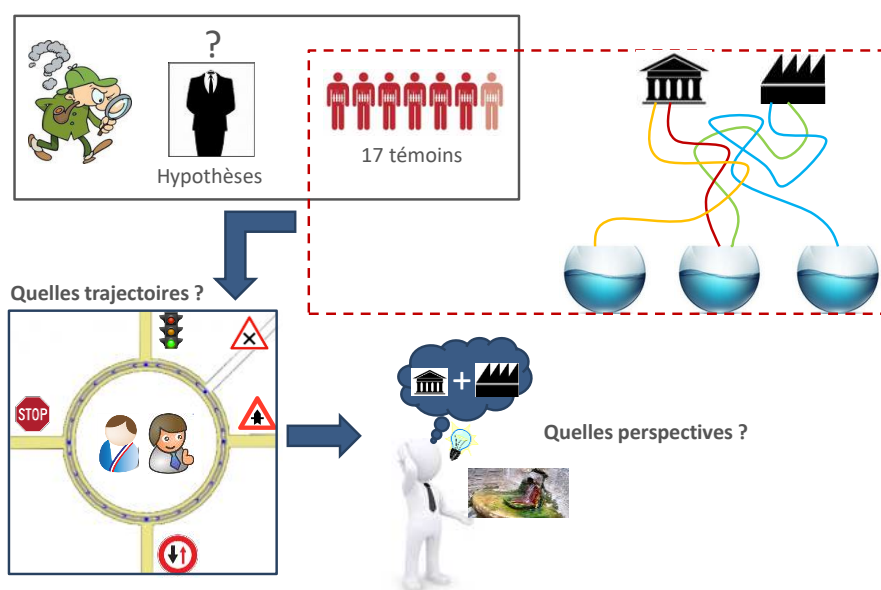 ?
Hypothèses
17 témoins
Quelles trajectoires ?
STOP
+
Quelles perspectives ?